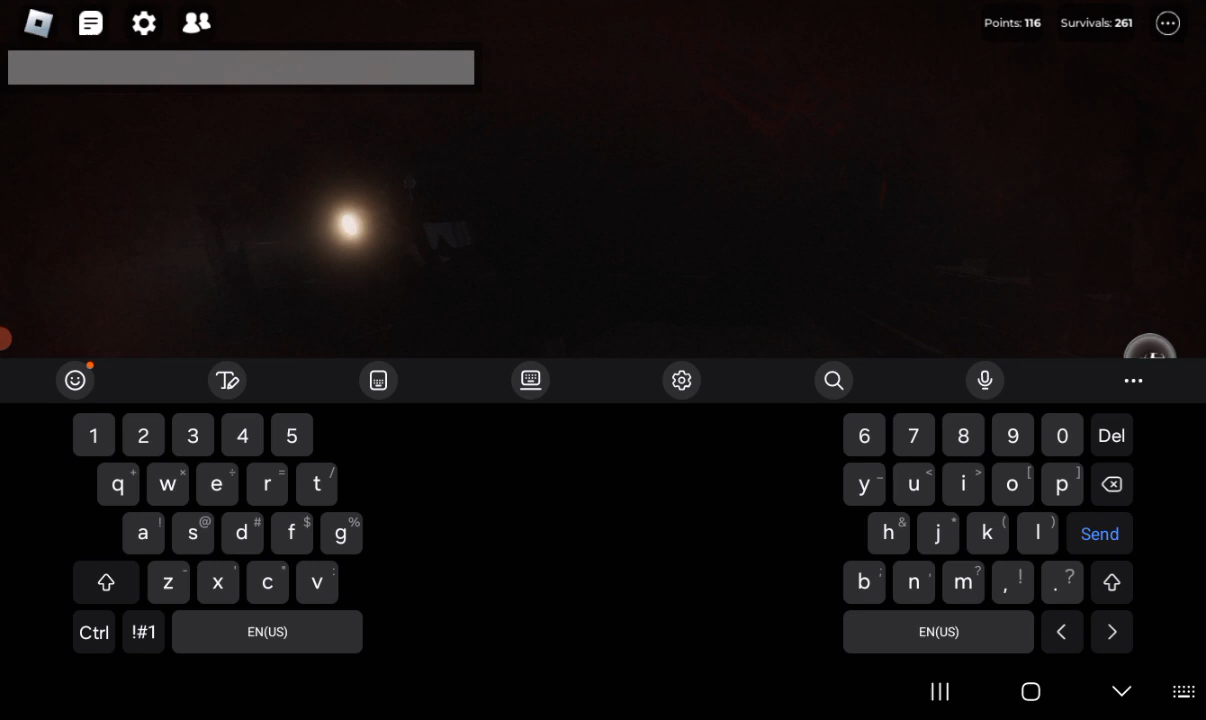 Points: 116 Survivals: 261
1 2 3 4 5 6 7 8 9 0 Del
q + w × e ÷ r = t / y _ u < i > o [ p ]
a ! s @ d # f $ g % h & j * k ( l ) Send
z - x ' c " v : b ; n , m ? , ! . ?
Ctrl !#1 EN(US) EN(US)